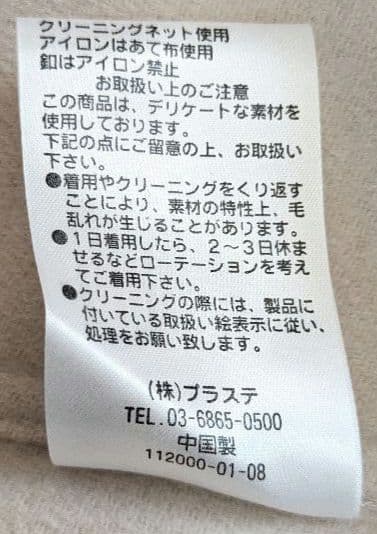 クリーニングネット使用
アイロンはあて布使用
釦はアイロン禁止
お取扱い上のご注意
この商品は、デリケートな素材を
使用しております。
下記の点にご留意の上、お取扱い
下さい。
●着用やクリーニングをくり返す
ことにより、素材の特性上、毛
乱れが生じることがあります。
●１日着用したら、２～３日休ま
せるなどローテーションを考え
てご着用下さい。
●クリーニングの際には、製品に
付いている取扱い絵表示に従い、
処理をお願い致します。
(株)プラステ
TEL.03-6865-0500
中国製
112000-01-08